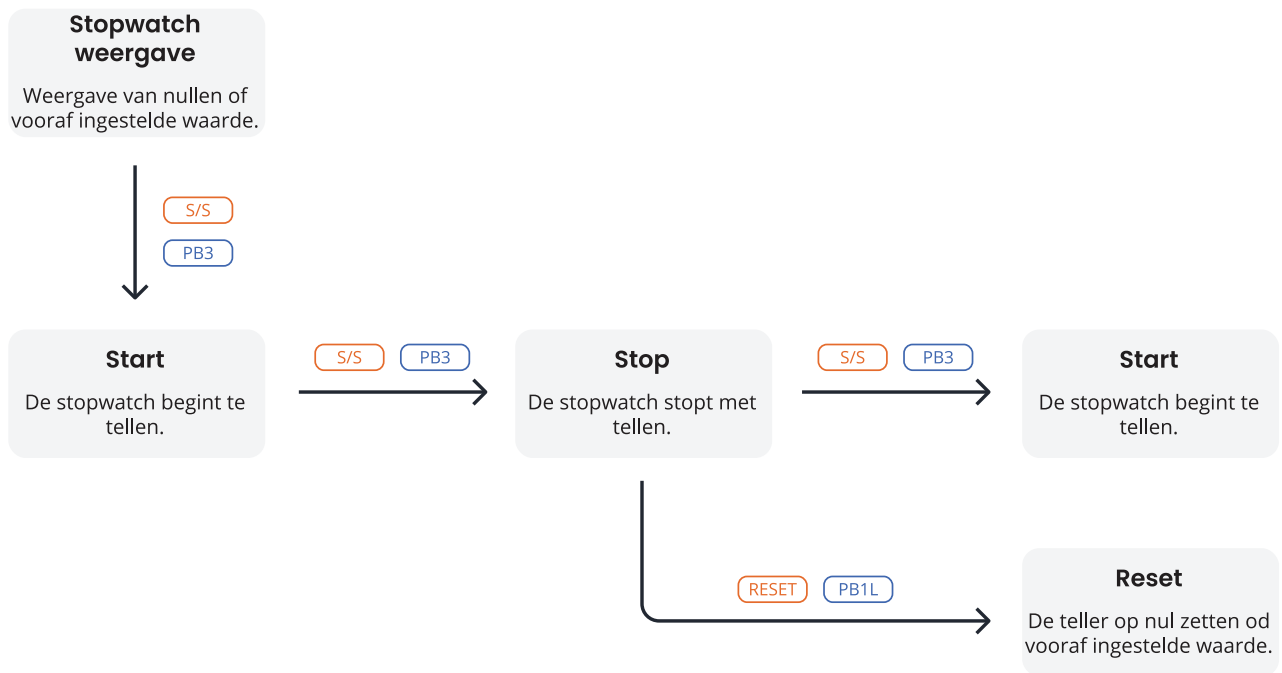 Stopwatch
weergave
Weergave van nullen of
vooraf ingestelde waarde.
S/S
PB3
Start
De stopwatch begint te
tellen.
S/S PB3
Stop
De stopwatch stopt met
tellen.
S/S PB3
Start
De stopwatch begint te
tellen.
RESET PB1L
Reset
De teller op nul zetten od
vooraf ingestelde waarde.